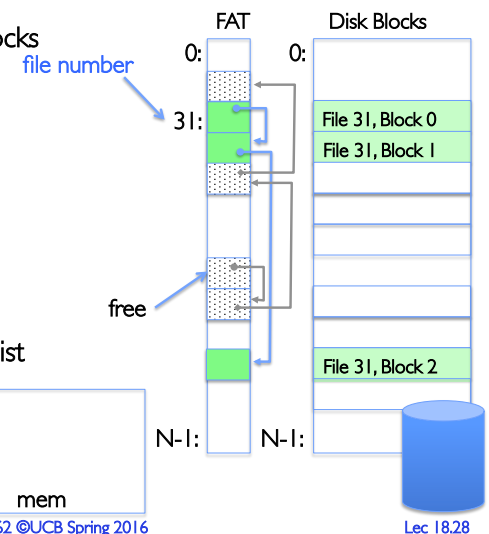 FAT
Disk Blocks
ocks
0:
0:
file number
31:
File 31, Block 0
File 31, Block 1
free
ist
File 31, Block 2
N-1:
N-1:
mem
62 ©UCB Spring 2016
Lec 18.28